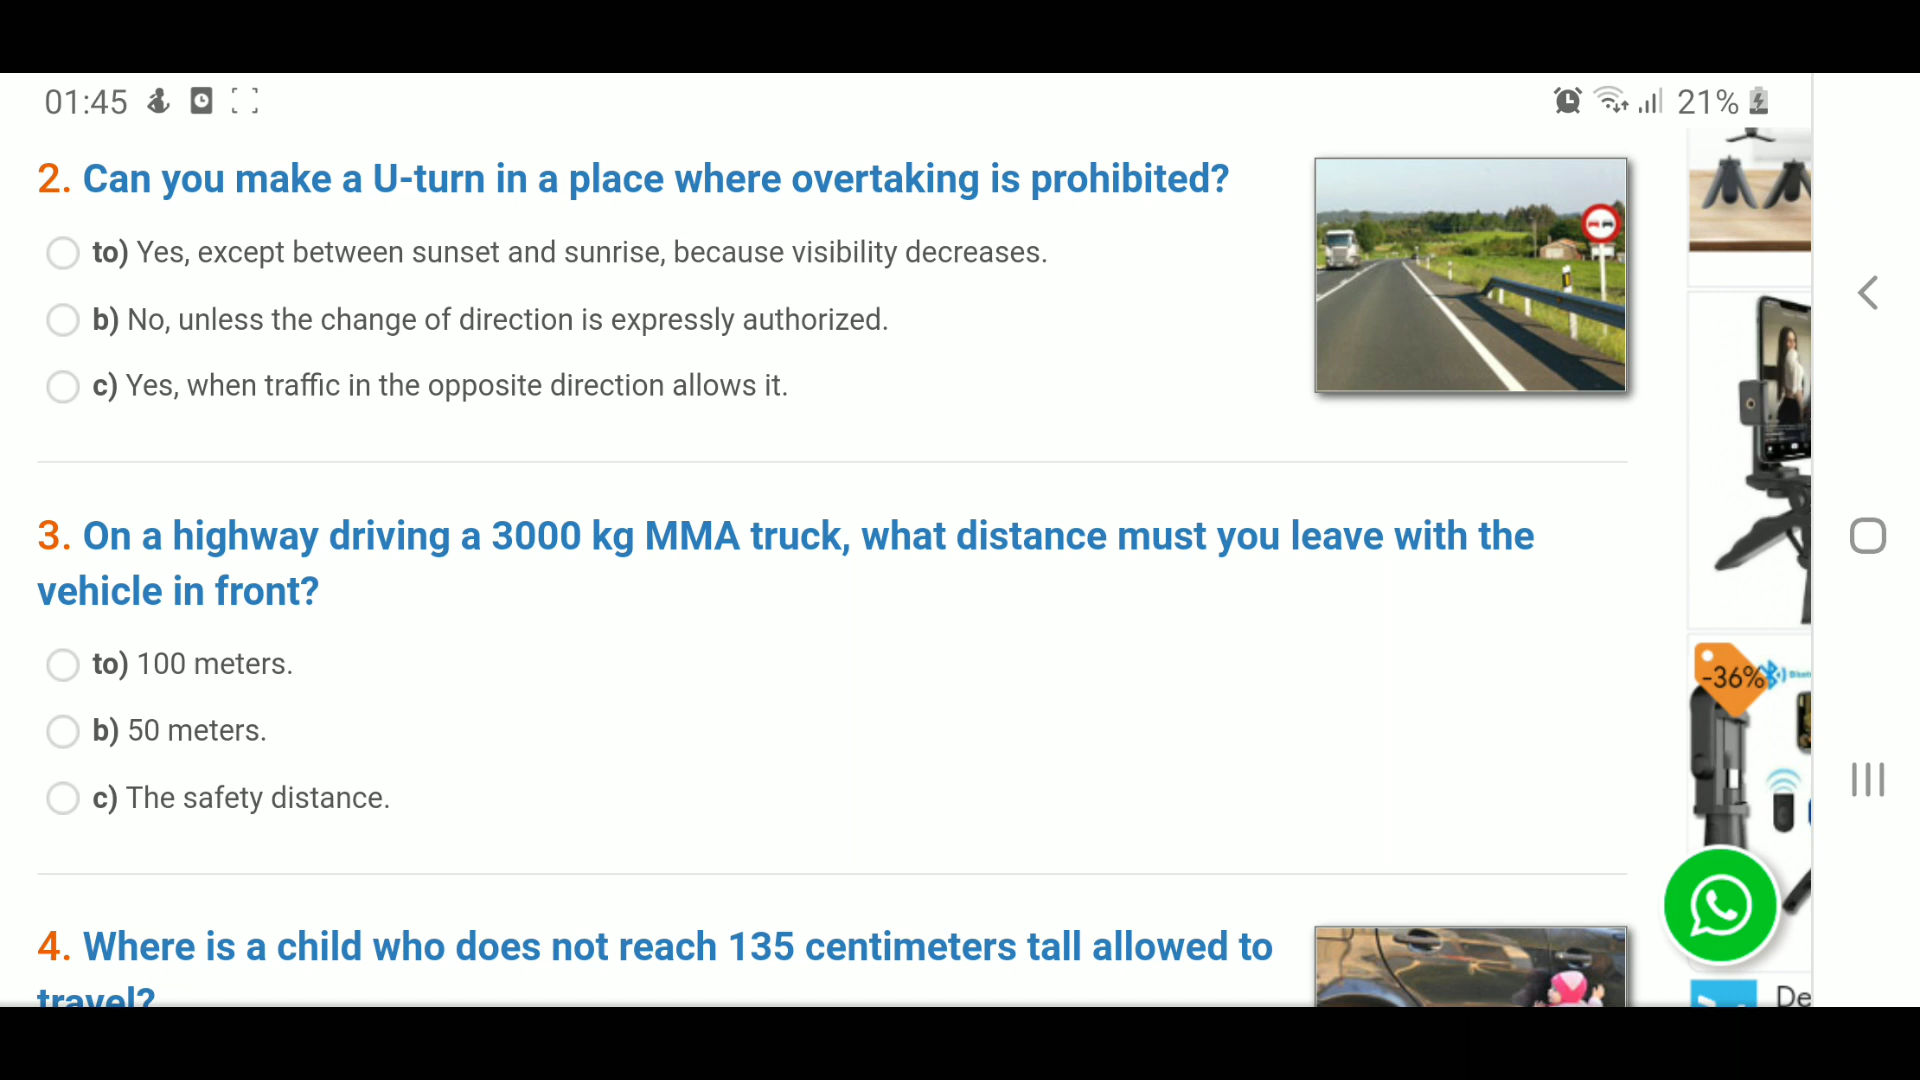 01:45
21%
2. Can you make a U-turn in a place where overtaking is prohibited?
to) Yes, except between sunset and sunrise, because visibility decreases.
b) No, unless the change of direction is expressly authorized.
c) Yes, when traffic in the opposite direction allows it.
3. On a highway driving a 3000 kg MMA truck, what distance must you leave with the
vehicle in front?
to) 100 meters.
b) 50 meters.
c) The safety distance.
4. Where is a child who does not reach 135 centimeters tall allowed to
travel?
-36%
De